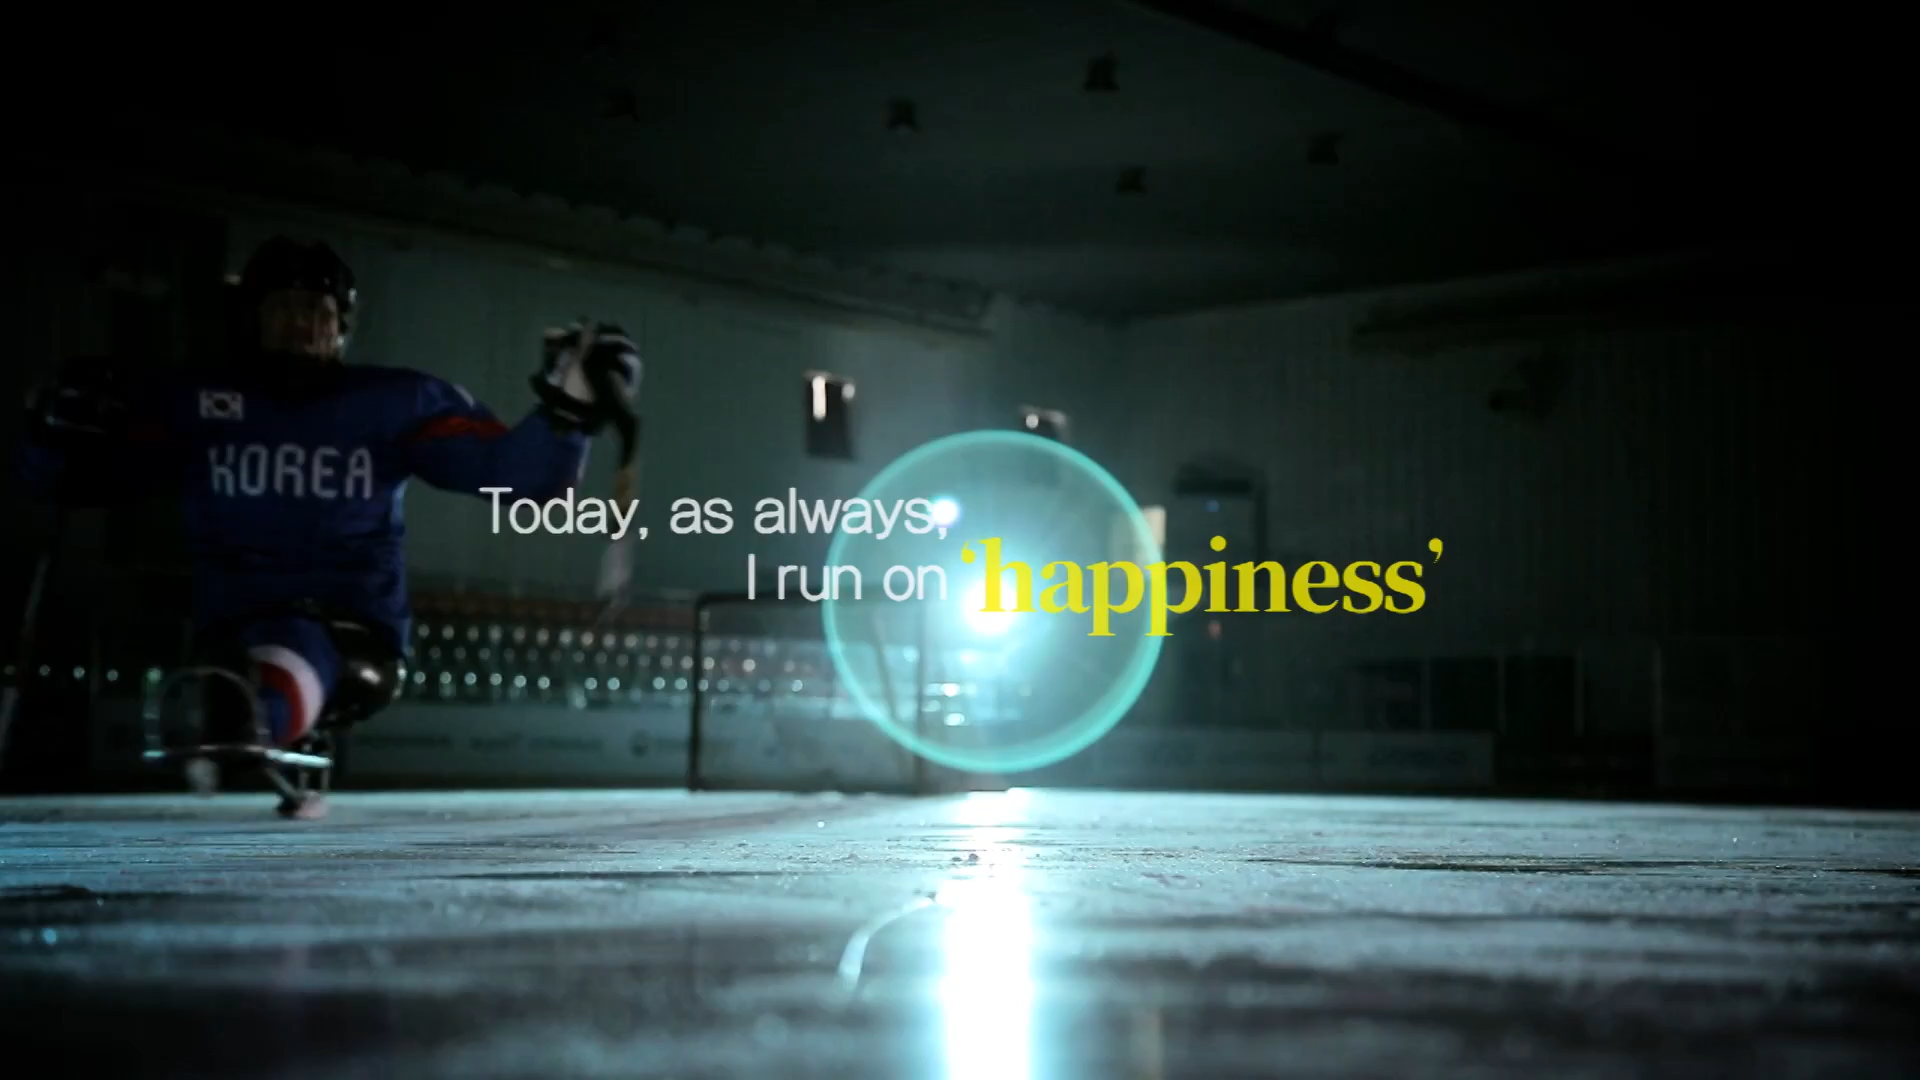 KOREA
Today, as always,
I run on ‘happiness’